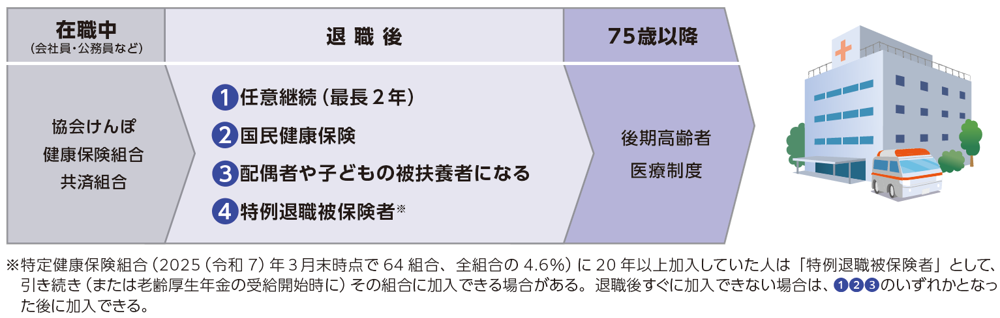 在職中
（会社員・公務員など）
退職後
75歳以降
協会けんぽ
健康保険組合
共済組合
❶任意継続（最長２年）
❷国民健康保険
❸配偶者や子どもの被扶養者になる
❹特例退職被保険者※
後期高齢者
医療制度
※特定健康保険組合（2025（令和７）年３月末時点で64組合、全組合の4.6％）に20年以上加入していた人は「特例退職被保険者」として、
引き続き（または老齢厚生年金の受給開始時に）その組合に加入できる場合がある。退職後すぐに加入できない場合は、❶❷❸のいずれかとなっ
た後に加入できる。